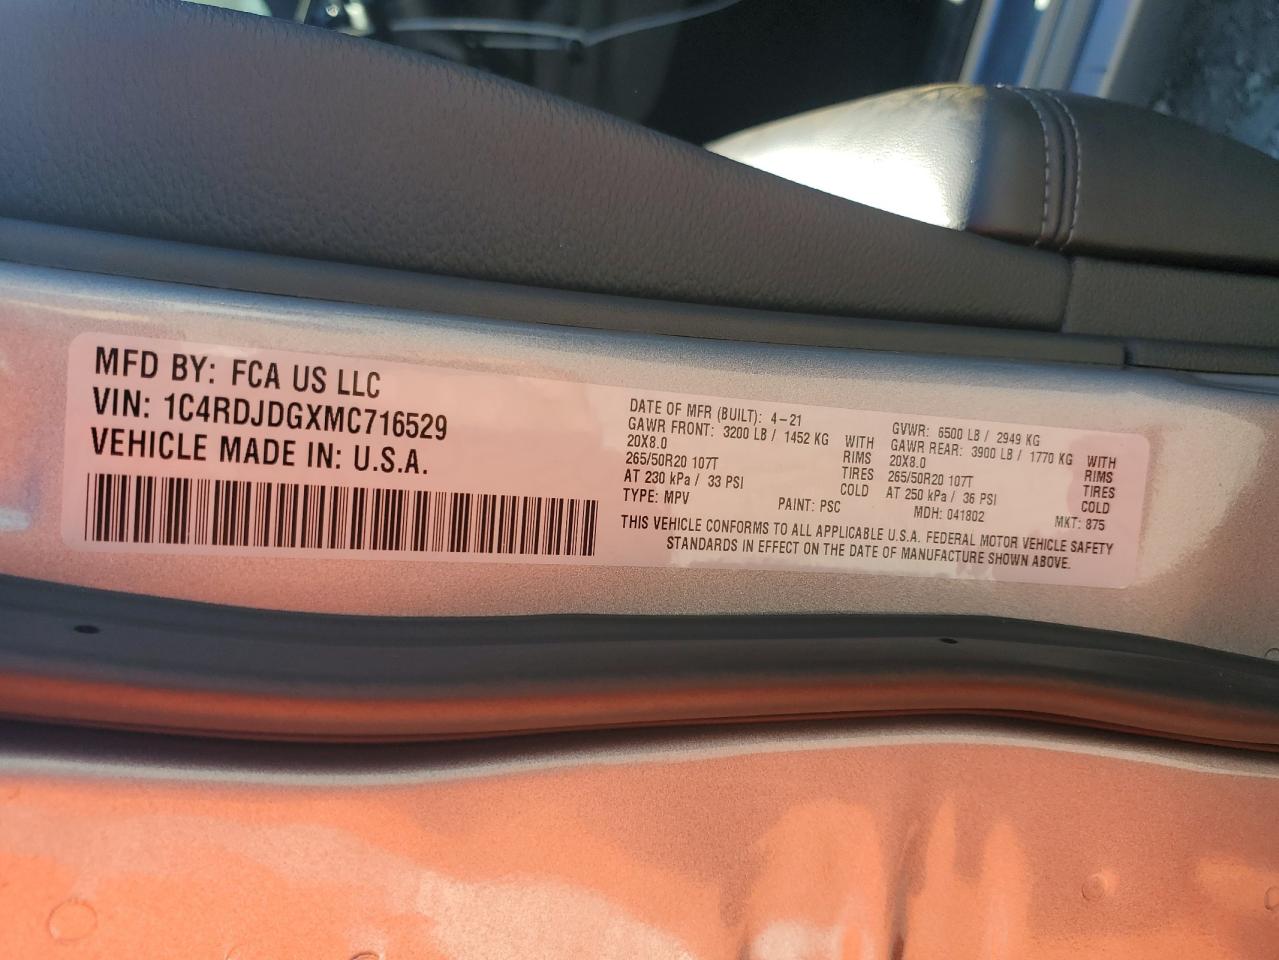 MFD BY: FCA US LLC
VIN: 1C4RDJDGXMC716529
VEHICLE MADE IN: U.S.A.
DATE OF MFR (BUILT): 4-21
GAWR FRONT: 3200 LB / 1452 KG WITH
20X8.0 RIMS
265/50R20 107T TIRES
AT 230 kPa / 33 PSI COLD
TYPE: MPV PAINT: PSC
GVWR: 6500 LB / 2949 KG
GAWR REAR: 3900 LB / 1770 KG WITH
20X8.0 RIMS
265/50R20 107T TIRES
AT 250 kPa / 36 PSI COLD
MDH: 041802 MKT: 875
THIS VEHICLE CONFORMS TO ALL APPLICABLE U.S.A. FEDERAL MOTOR VEHICLE SAFETY
STANDARDS IN EFFECT ON THE DATE OF MANUFACTURE SHOWN ABOVE.